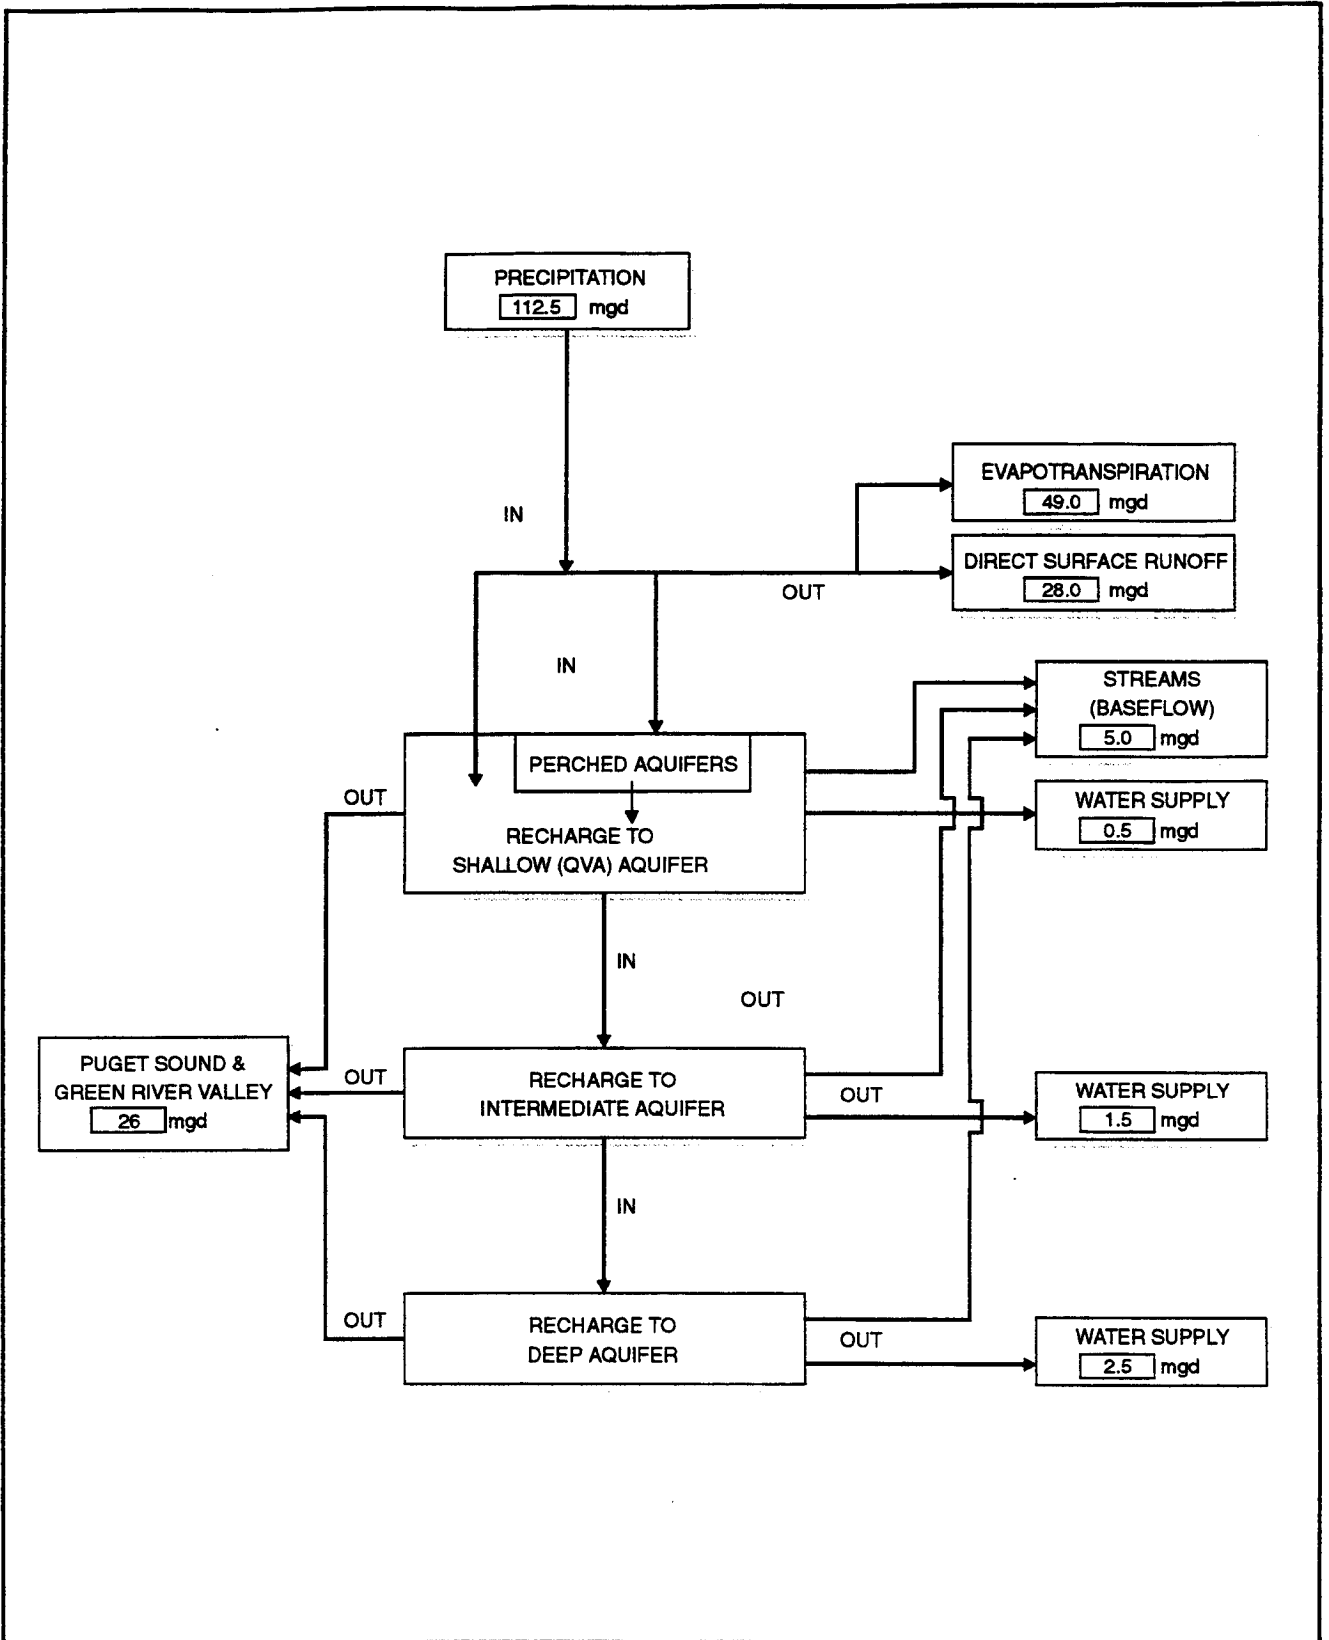 PRECIPITATION
112.5 mgd
IN
EVAPOTRANSPIRATION
49.0 mgd
DIRECT SURFACE RUNOFF
28.0 mgd
OUT
IN
STREAMS
(BASEFLOW)
5.0 mgd
PERCHED AQUIFERS
OUT
WATER SUPPLY
0.5 mgd
RECHARGE TO
SHALLOW (QVA) AQUIFER
IN
OUT
PUGET SOUND &
GREEN RIVER VALLEY
26 mgd
OUT
RECHARGE TO
INTERMEDIATE AQUIFER
OUT
WATER SUPPLY
1.5 mgd
IN
OUT
RECHARGE TO
DEEP AQUIFER
OUT
WATER SUPPLY
2.5 mgd